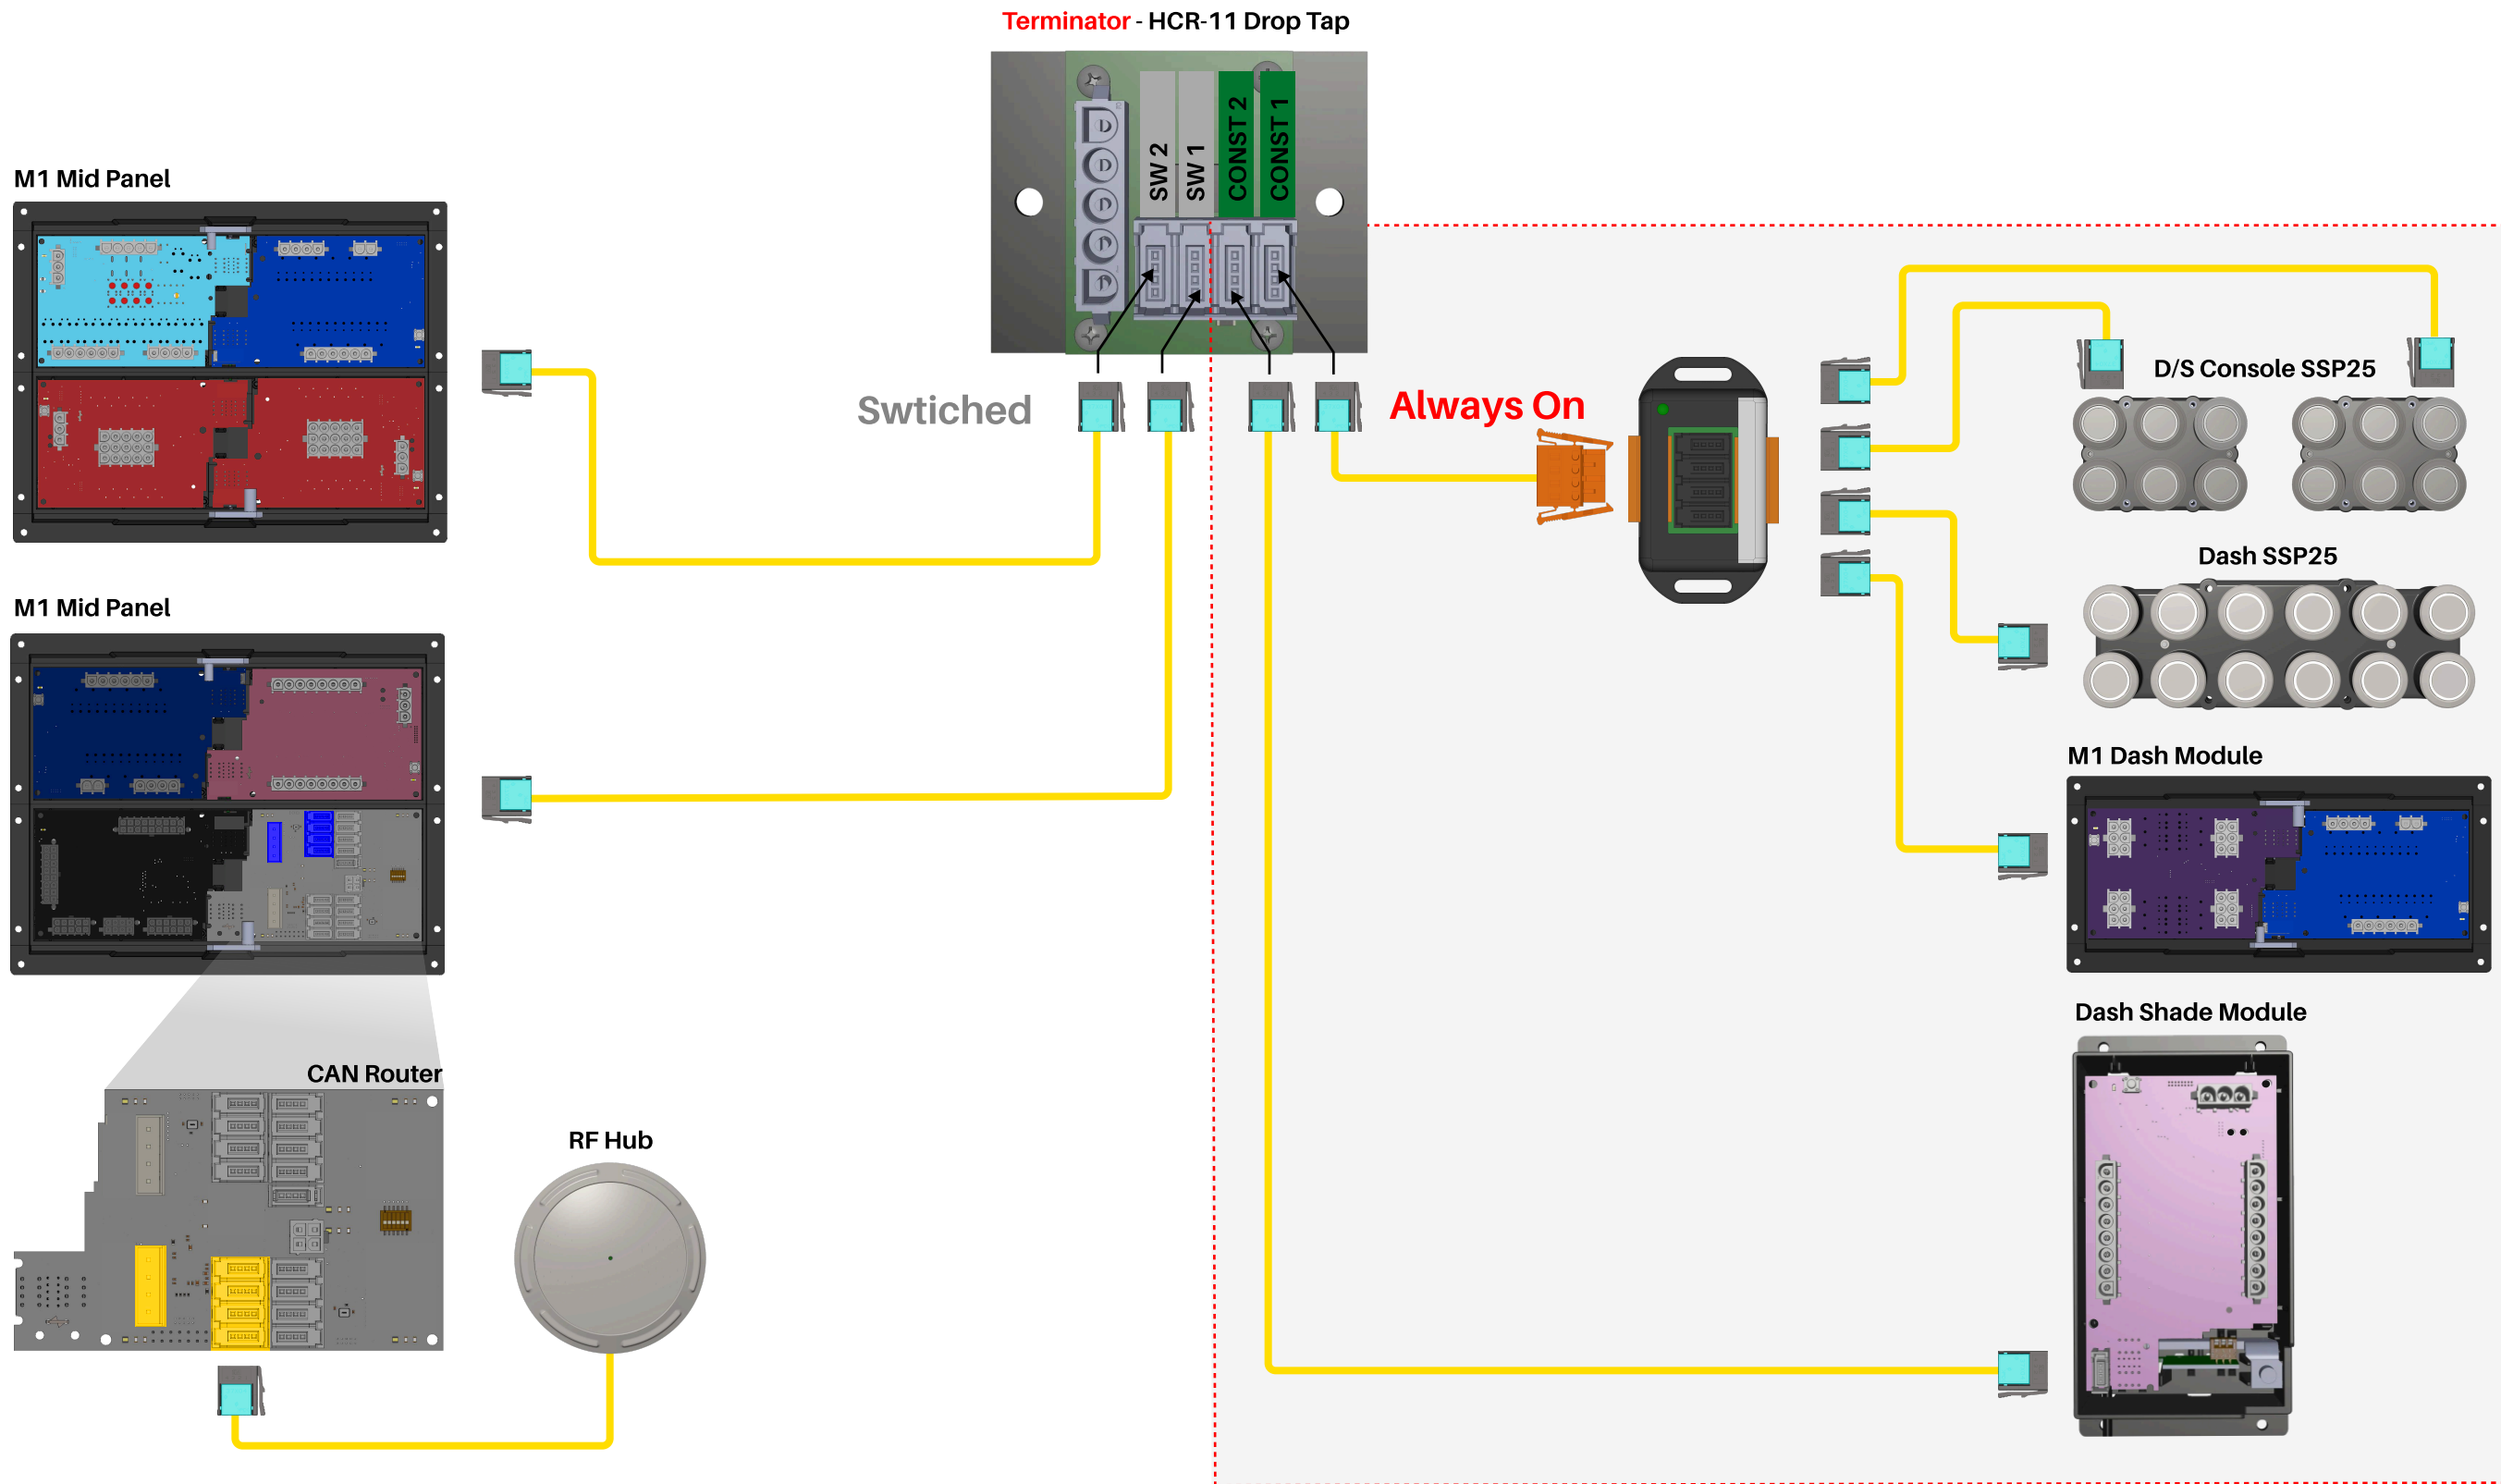 Terminator - HCR-11 Drop Tap
SW 2
SW 1
CONST 2
CONST 1
M1 Mid Panel
Swtiched
Always On
D/S Console SSP25
Dash SSP25
M1 Mid Panel
M1 Dash Module
Dash Shade Module
CAN Router
RF Hub